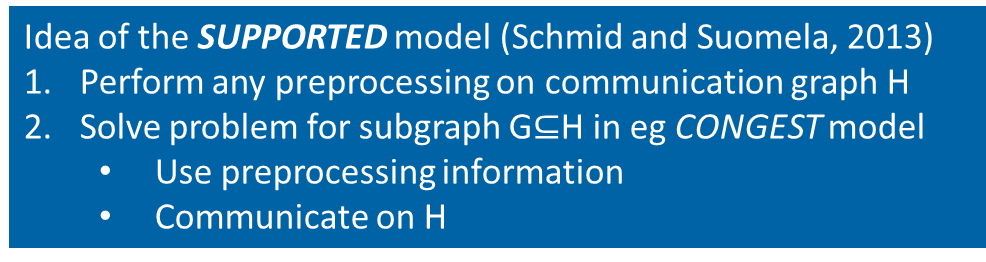 Idea of the SUPPORTED model (Schmid and Suomela, 2013)
1. Perform any preprocessing on communication graph H
2. Solve problem for subgraph G⊆H in eg CONGEST model
• Use preprocessing information
• Communicate on H